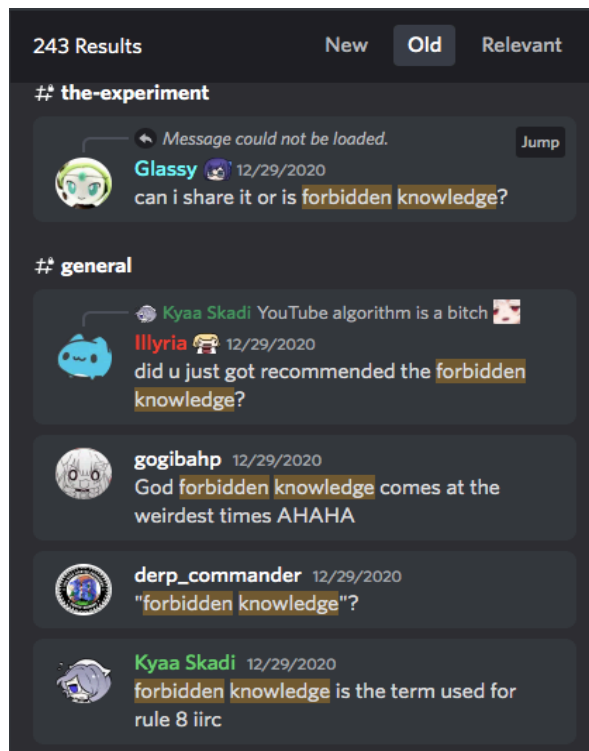 243 Results
New Old Relevant
# the-experiment
Message could not be loaded.
Jump
Glassy 12/29/2020
can i share it or is forbidden knowledge?
# general
Kyaa Skadi YouTube algorithm is a bitch
Illyria 12/29/2020
did u just got recommended the forbidden
knowledge?
gogibahp 12/29/2020
God forbidden knowledge comes at the
weirdest times AHAHA
derp_commander 12/29/2020
"forbidden knowledge"?
Kyaa Skadi 12/29/2020
forbidden knowledge is the term used for
rule 8 iirc